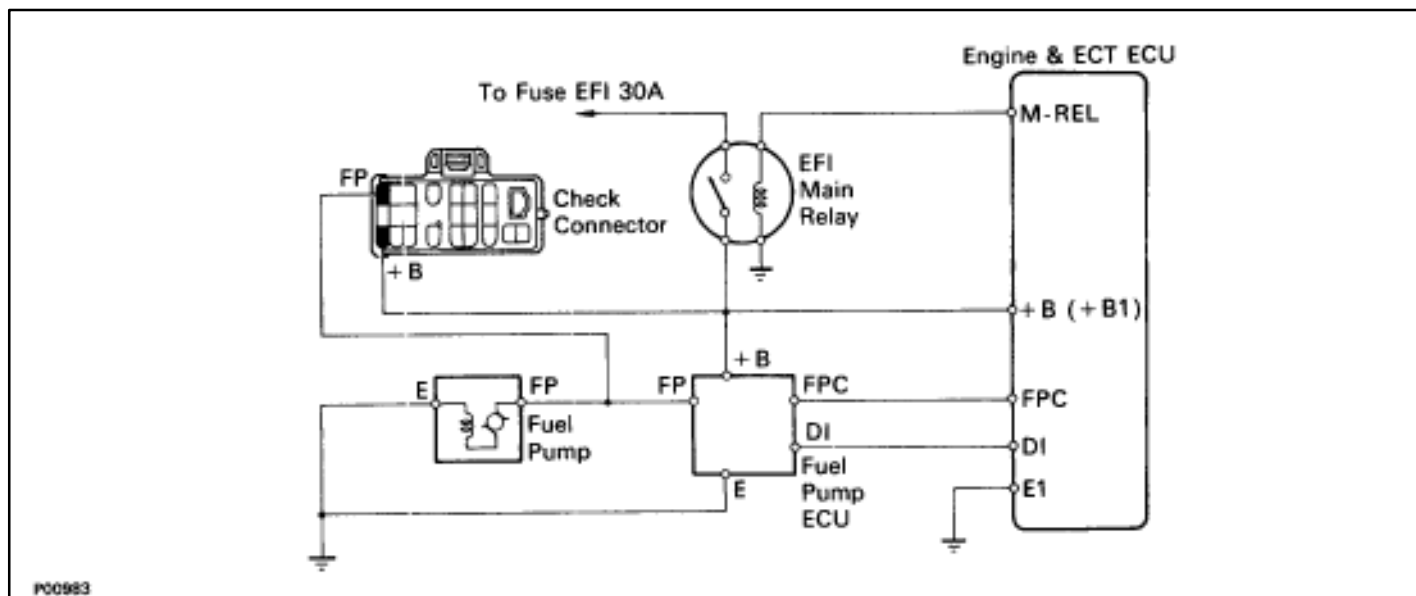 Engine & ECT ECU
To Fuse EFI 30A
M-REL
EFI
Main
Relay
FP
Check
Connector
+ B
+ B (+ B1)
+ B
E
FP
FP
FPC
FPC
Fuel
Pump
DI
DI
E
Fuel
Pump
ECU
E1
P00983